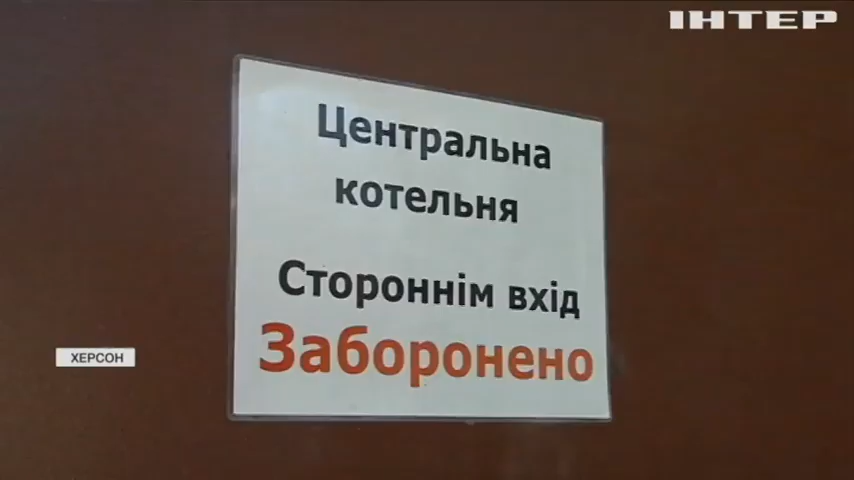 ІНТЕР
Центральна
котельня
Стороннім вхід
Заборонено
ХЕРСОН